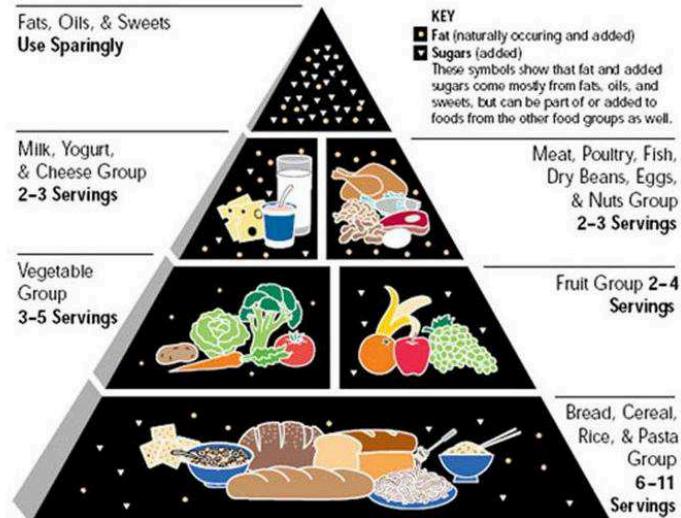 Fats, Oils, & Sweets
Use Sparingly
KEY
Fat (naturally occuring and added)
Sugars (added)
These symbols show that fat and added
sugars come mostly from fats, oils, and
sweets, but can be part of or added to
foods from the other food groups as well.
Milk, Yogurt,
& Cheese Group
2–3 Servings
Meat, Poultry, Fish,
Dry Beans, Eggs,
& Nuts Group
2–3 Servings
Vegetable
Group
3–5 Servings
Fruit Group 2–4
Servings
Bread, Cereal,
Rice, & Pasta
Group
6–11
Servings